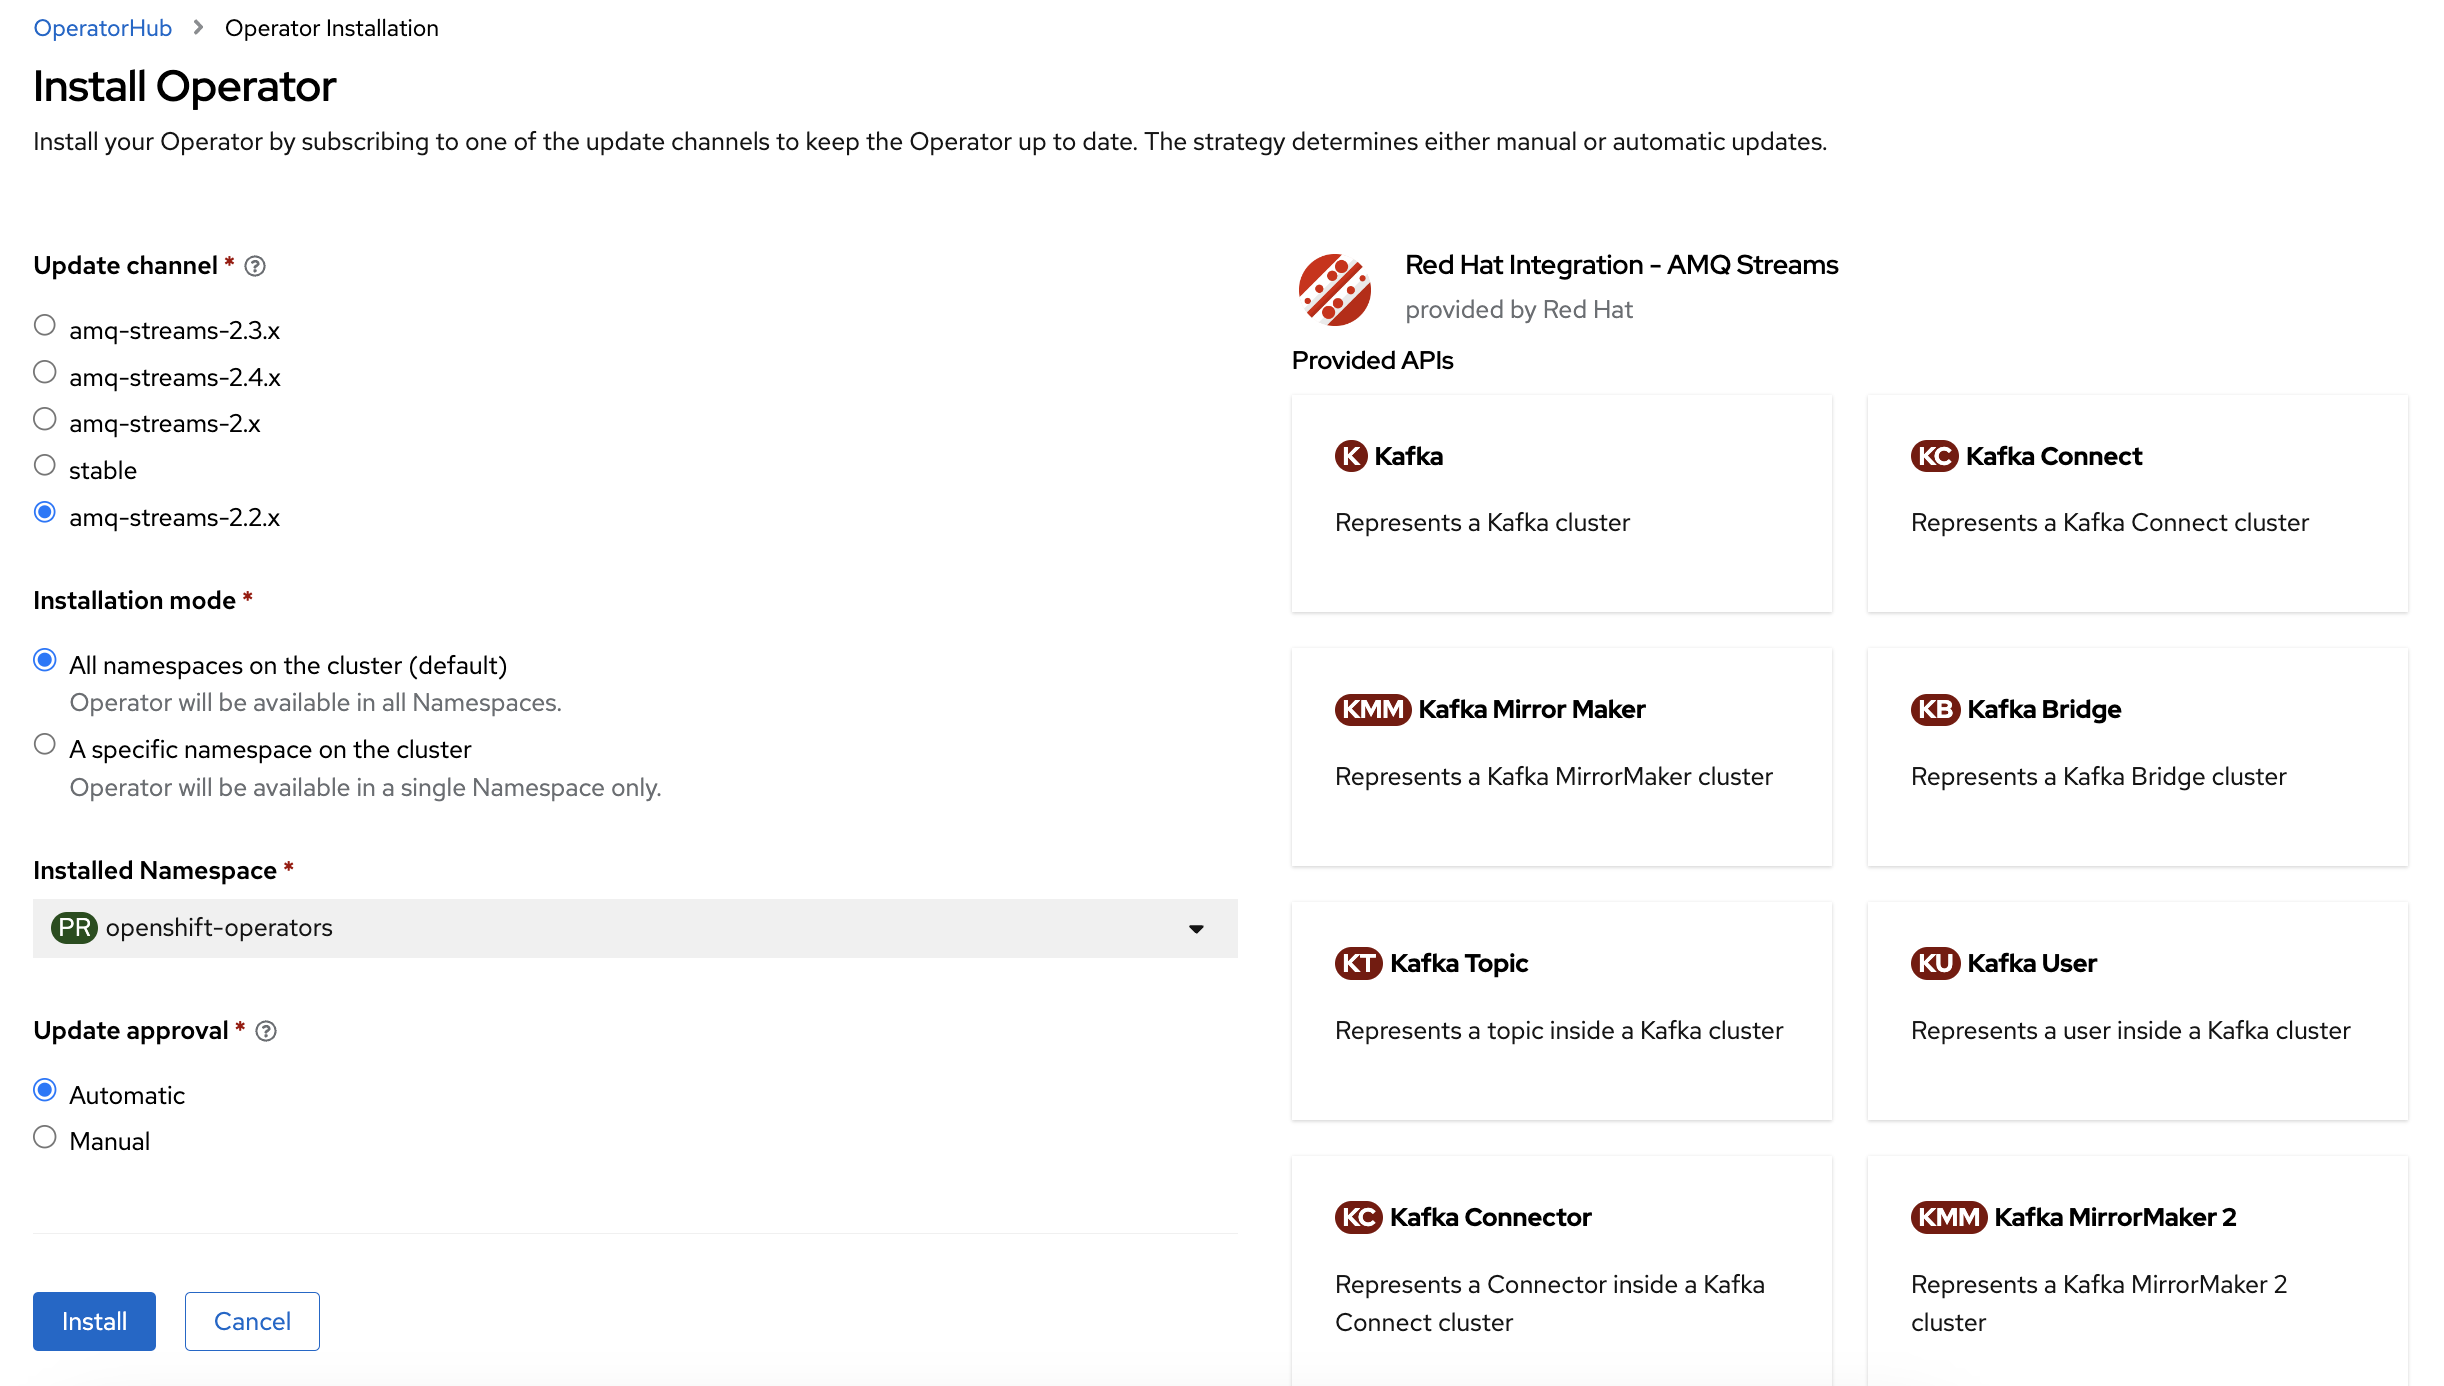 OperatorHub > Operator Installation
Install Operator
Install your Operator by subscribing to one of the update channels to keep the Operator up to date. The strategy determines either manual or automatic updates.
Update channel *
amq-streams-2.3.x
amq-streams-2.4.x
amq-streams-2.x
stable
amq-streams-2.2.x
Installation mode *
All namespaces on the cluster (default)
Operator will be available in all Namespaces.
A specific namespace on the cluster
Operator will be available in a single Namespace only.
Installed Namespace *
PR openshift-operators
Update approval *
Automatic
Manual
Install Cancel
Red Hat Integration - AMQ Streams
provided by Red Hat
Provided APIs
K Kafka
Represents a Kafka cluster
KC Kafka Connect
Represents a Kafka Connect cluster
KMM Kafka Mirror Maker
Represents a Kafka MirrorMaker cluster
KB Kafka Bridge
Represents a Kafka Bridge cluster
KT Kafka Topic
Represents a topic inside a Kafka cluster
KU Kafka User
Represents a user inside a Kafka cluster
KC Kafka Connector
Represents a Connector inside a Kafka
Connect cluster
KMM Kafka MirrorMaker 2
Represents a Kafka MirrorMaker 2
cluster